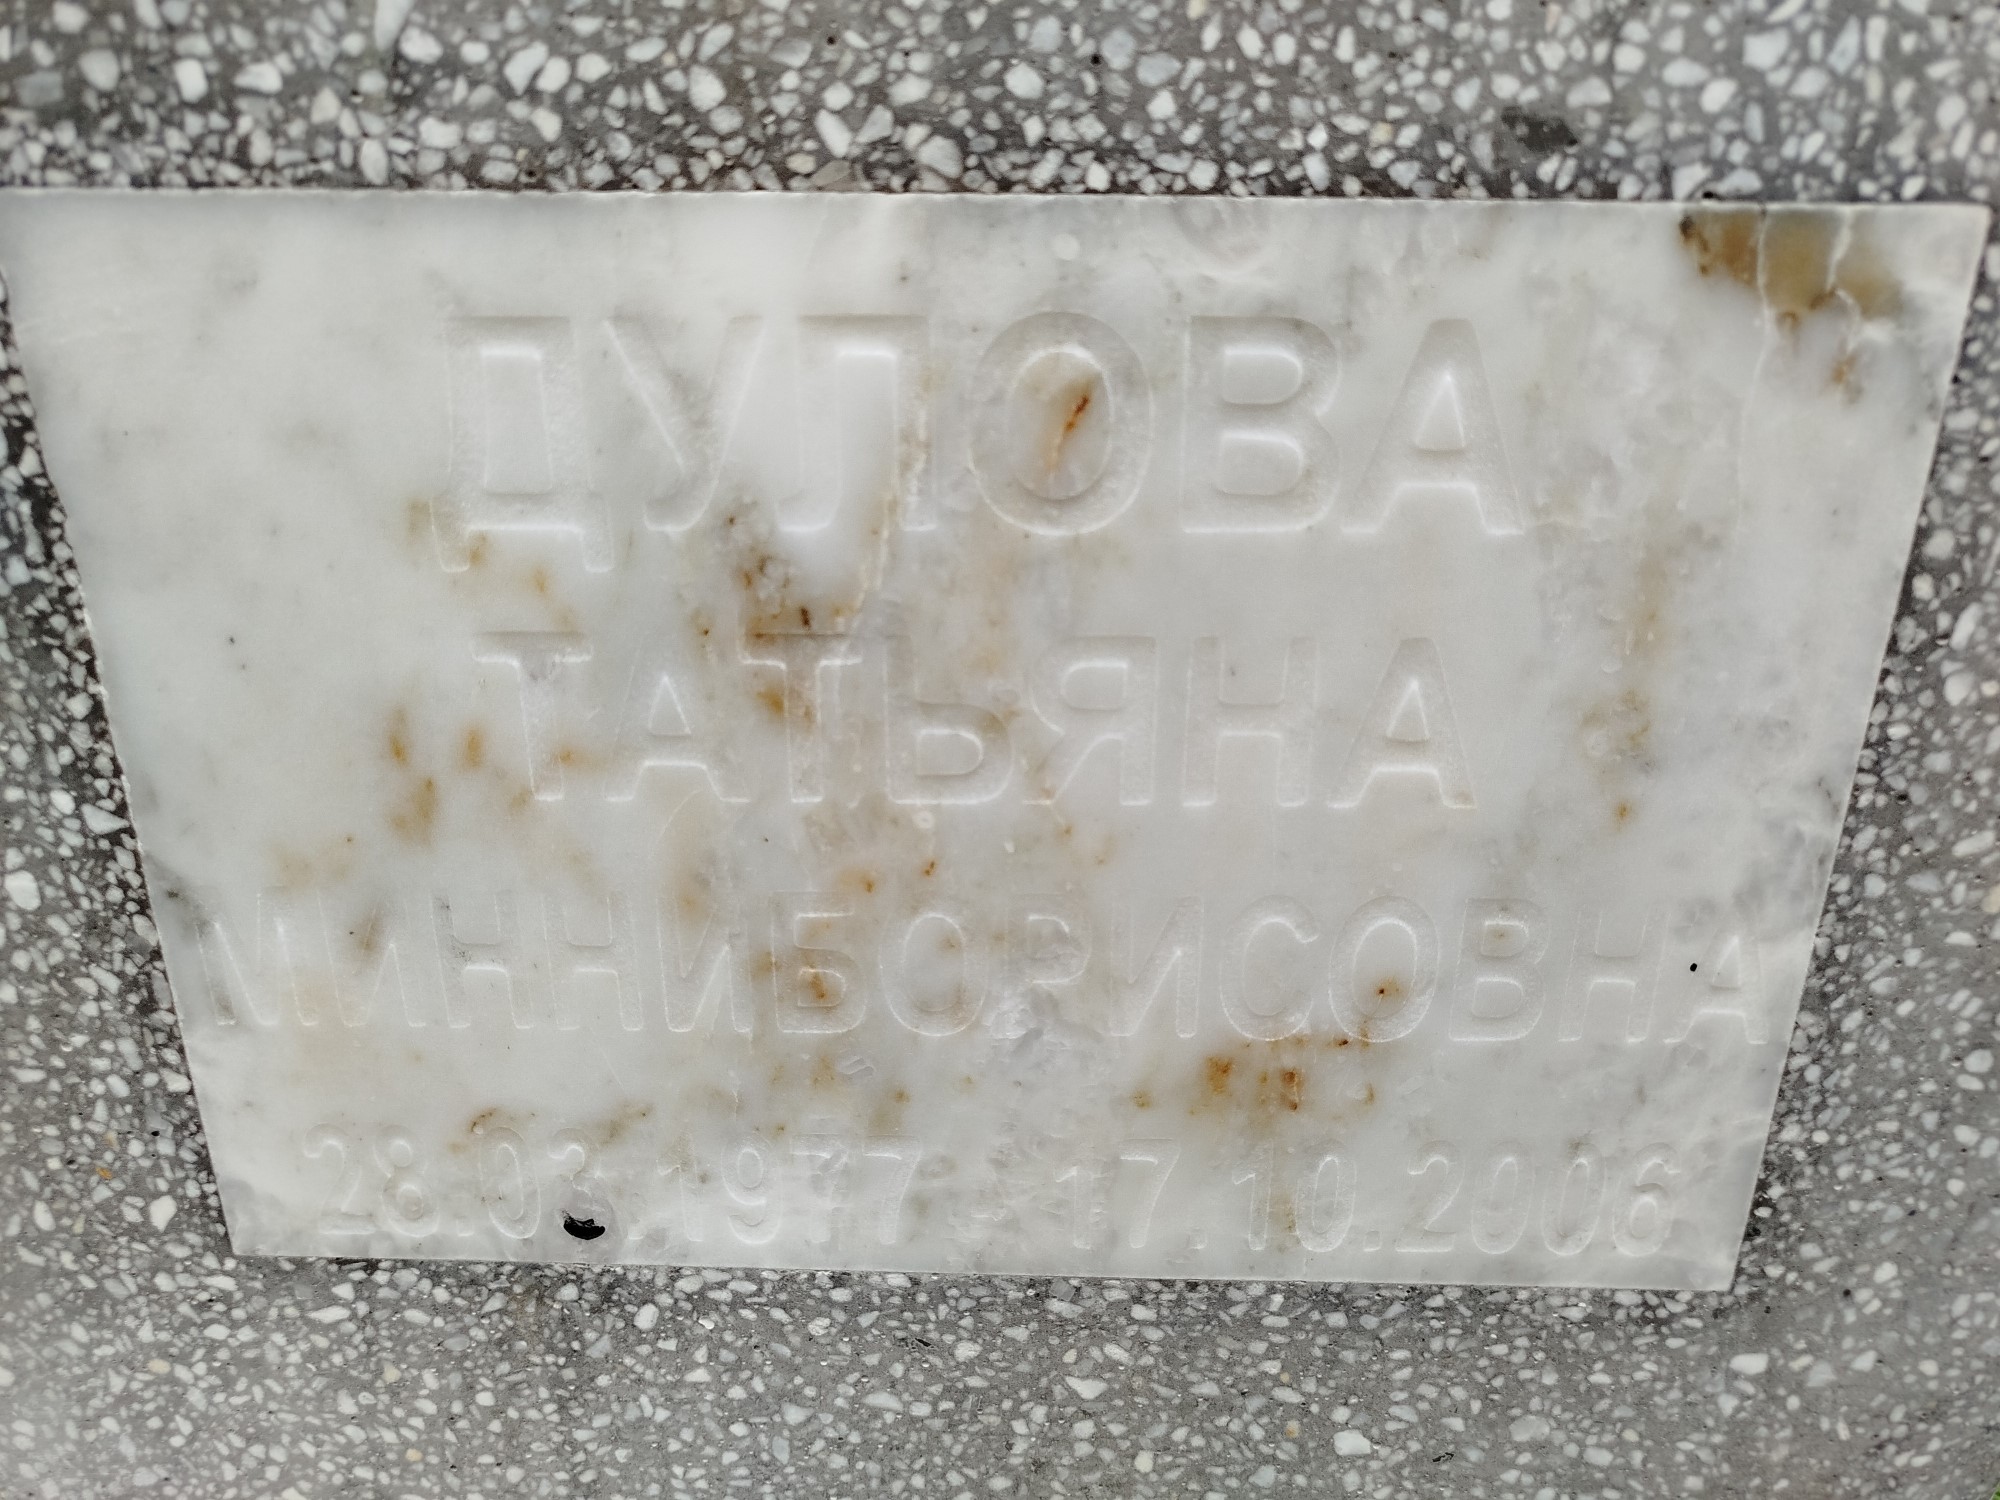 ДУЛОВА
ТАТЬЯНА
МИННИБОРИСОВНА
28.03.1977 17.10.2006